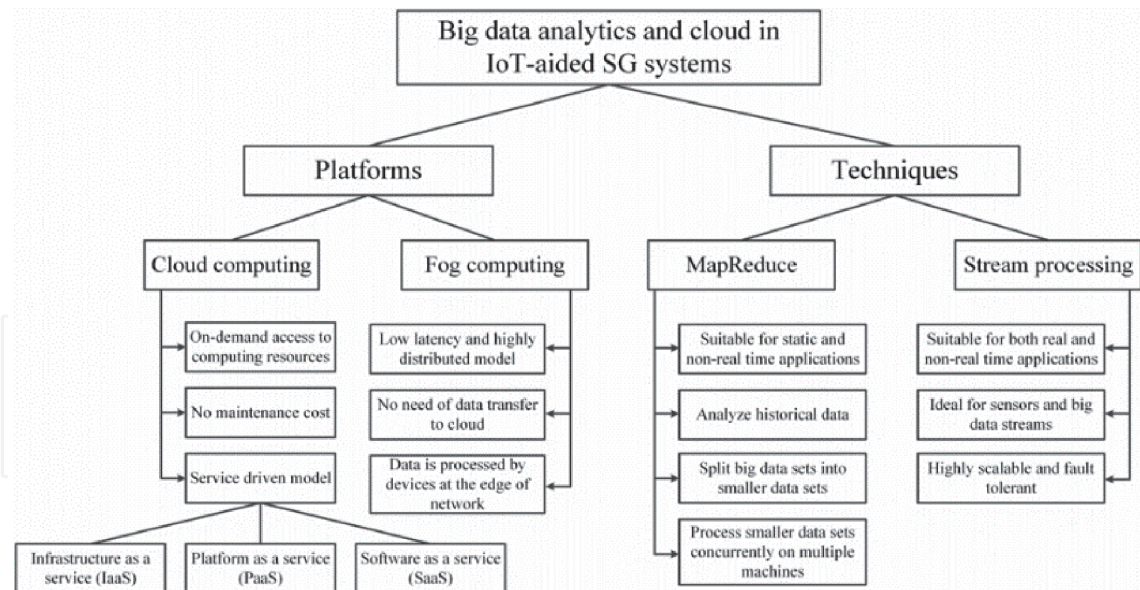 Big data analytics and cloud in
IoT-aided SG systems
Platforms
Techniques
Cloud computing
Fog computing
MapReduce
Stream processing
On-demand access to
computing resources
No maintenance cost
Service driven model
Low latency and highly
distributed model
No need of data transfer
to cloud
Data is processed by
devices at the edge of
network
Suitable for static and
non-real time applications
Analyze historical data
Split big data sets into
smaller data sets
Process smaller data sets
concurrently on multiple
machines
Suitable for both real and
non-real time applications
Ideal for sensors and big
data streams
Highly scalable and fault
tolerant
Infrastructure as a
service (IaaS)
Platform as a service
(PaaS)
Software as a service
(SaaS)